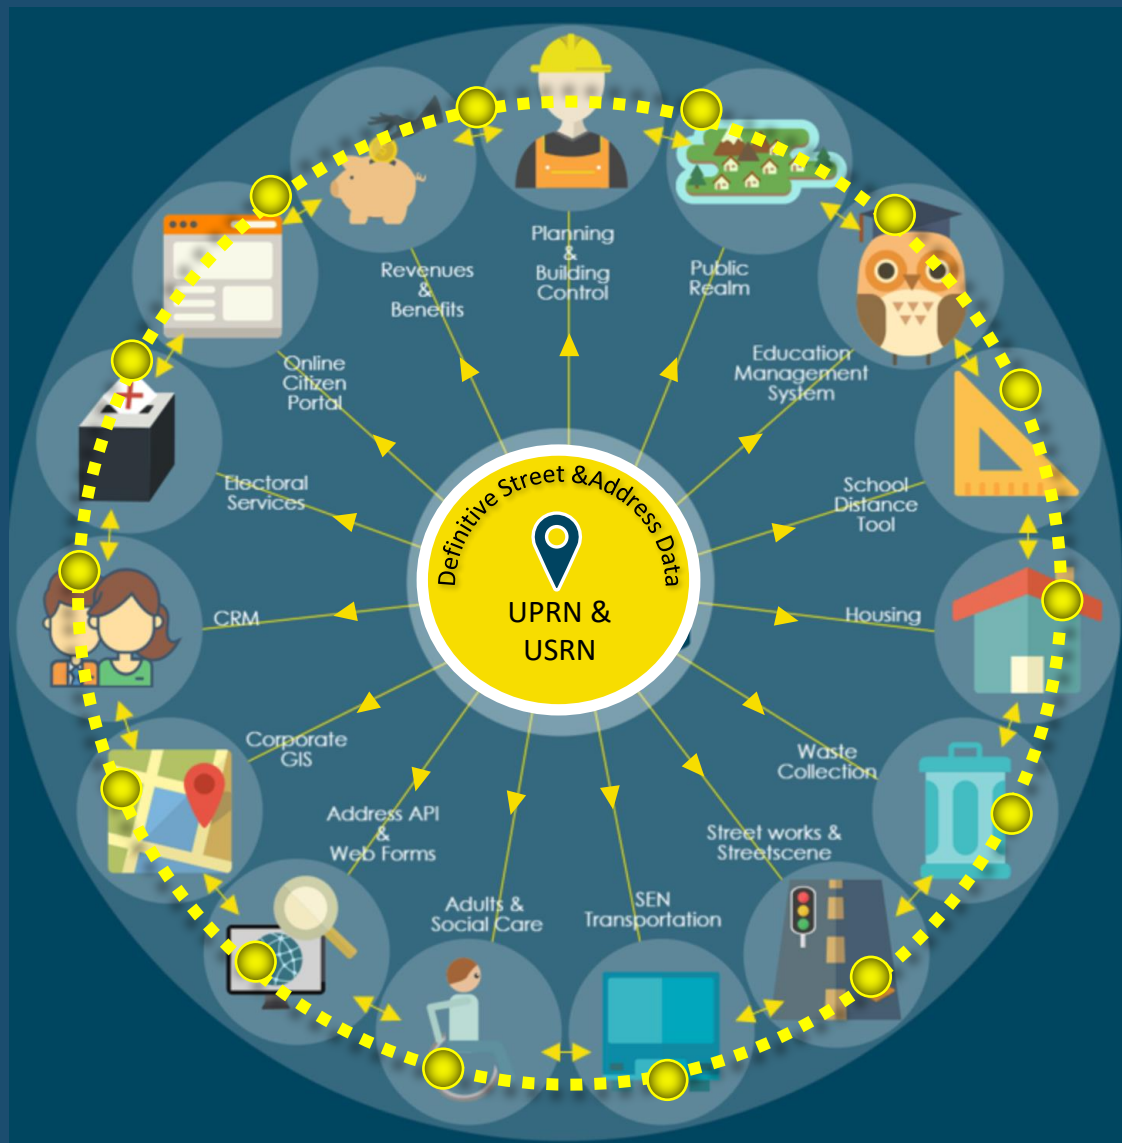 Planning
&
Building
Control
Public
Realm
Education
Management
System
School
Distance
Tool
Housing
Waste
Collection
Street works &
Streetscene
SEN
Transportation
Adults &
Social Care
Address API
&
Web Forms
Corporate
GIS
CRM
Electoral
Services
Online
Citizen
Portal
Revenues
&
Benefits
Definitive Street &Address Data
UPRN &
USRN